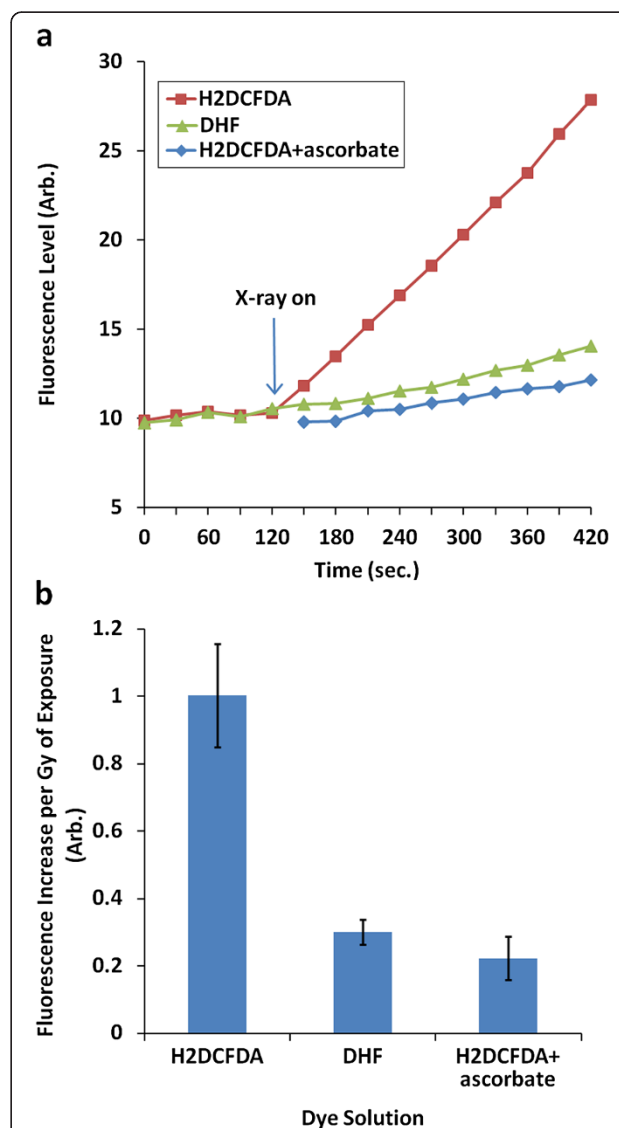 a
30
25
20
15
10
5
Fluorescence Level (Arb.)
H2DCFDA
DHF
H2DCFDA+ascorbate
X-ray on
0 60 120 180 240 300 360 420
Time (sec.)
b
1.2
1
0.8
0.6
0.4
0.2
0
Fluorescence Increase per Gy of Exposure
(Arb.)
H2DCFDA DHF H2DCFDA+
ascorbate
Dye Solution